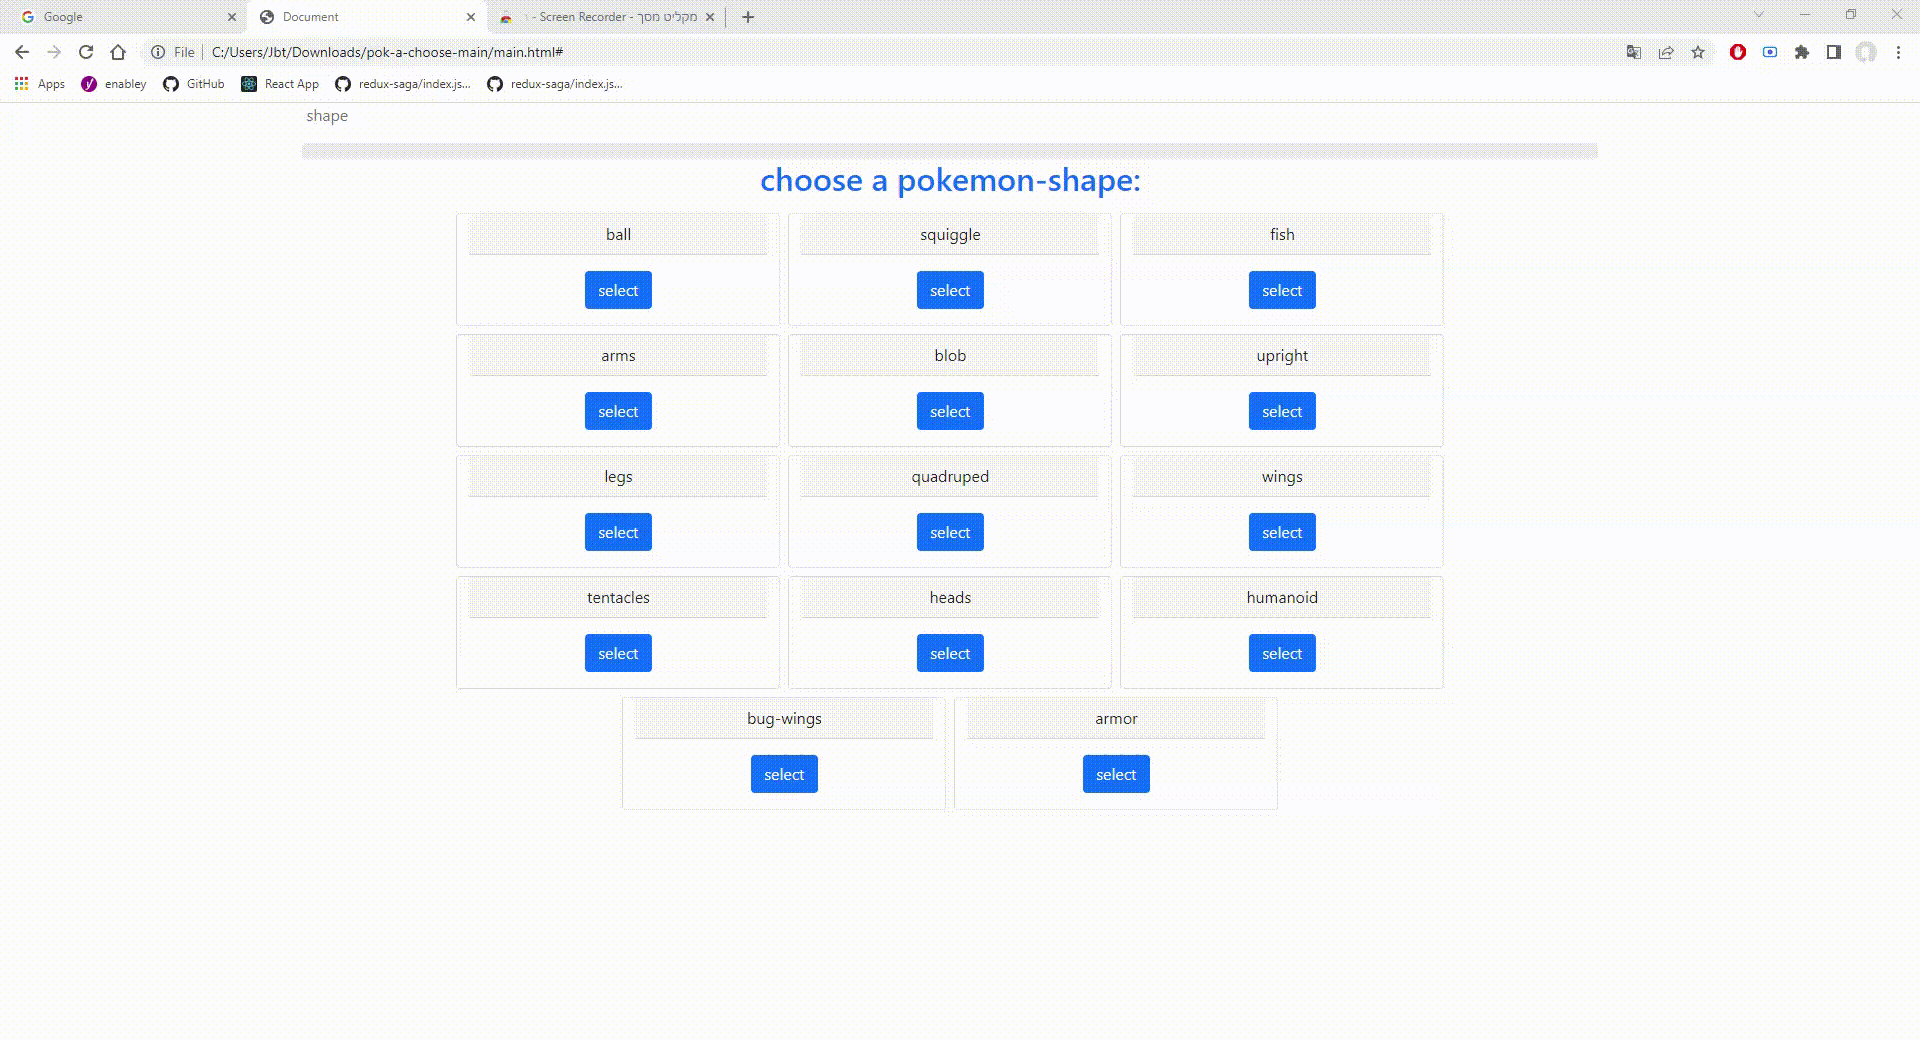 Google
Document
- Screen Recorder - מקליט מסך
File
C:/Users/Jbt/Downloads/pok-a-choose-main/main.html#
Apps
enabley
GitHub
React App
redux-saga/index.js...
redux-saga/index.js...
shape
choose a pokemon-shape:
ball squiggle fish
select select select
arms blob upright
select select select
legs quadruped wings
select select select
tentacles heads humanoid
select select select
bug-wings armor
select select